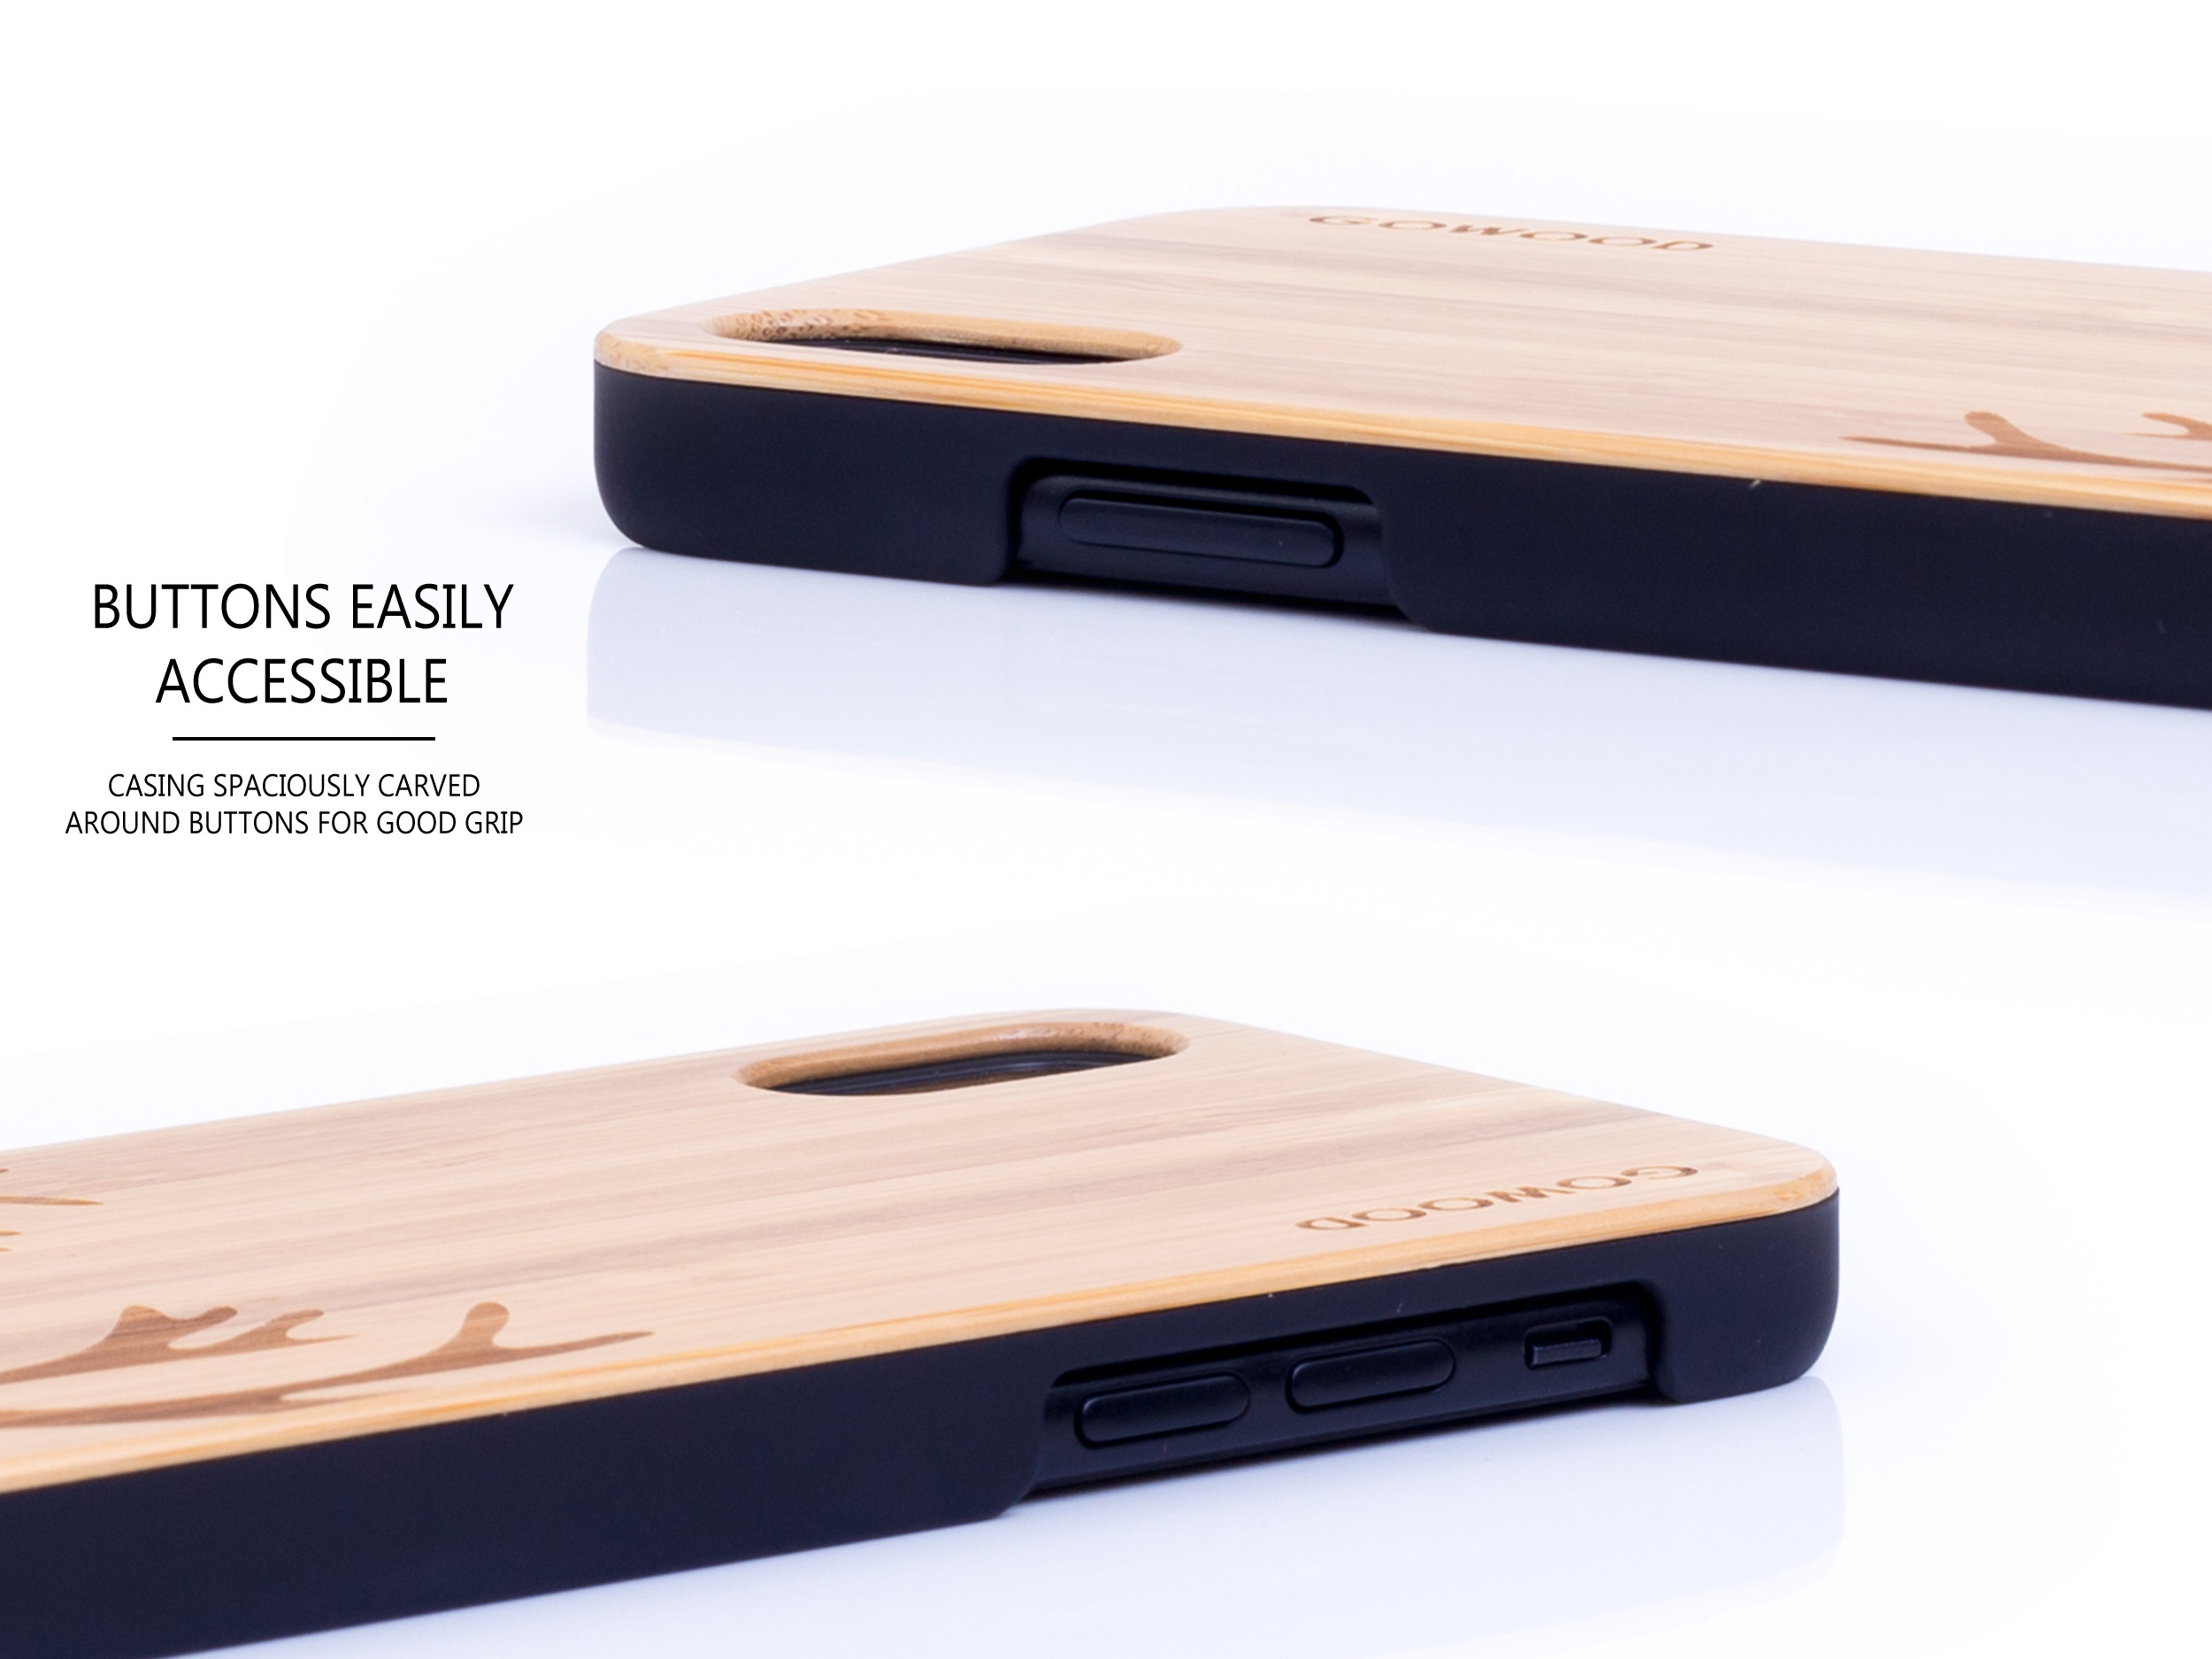 GOWOOD
BUTTONS EASILY
ACCESSIBLE
CASING SPACIOUSLY CARVED
AROUND BUTTONS FOR GOOD GRIP
GOWOOD